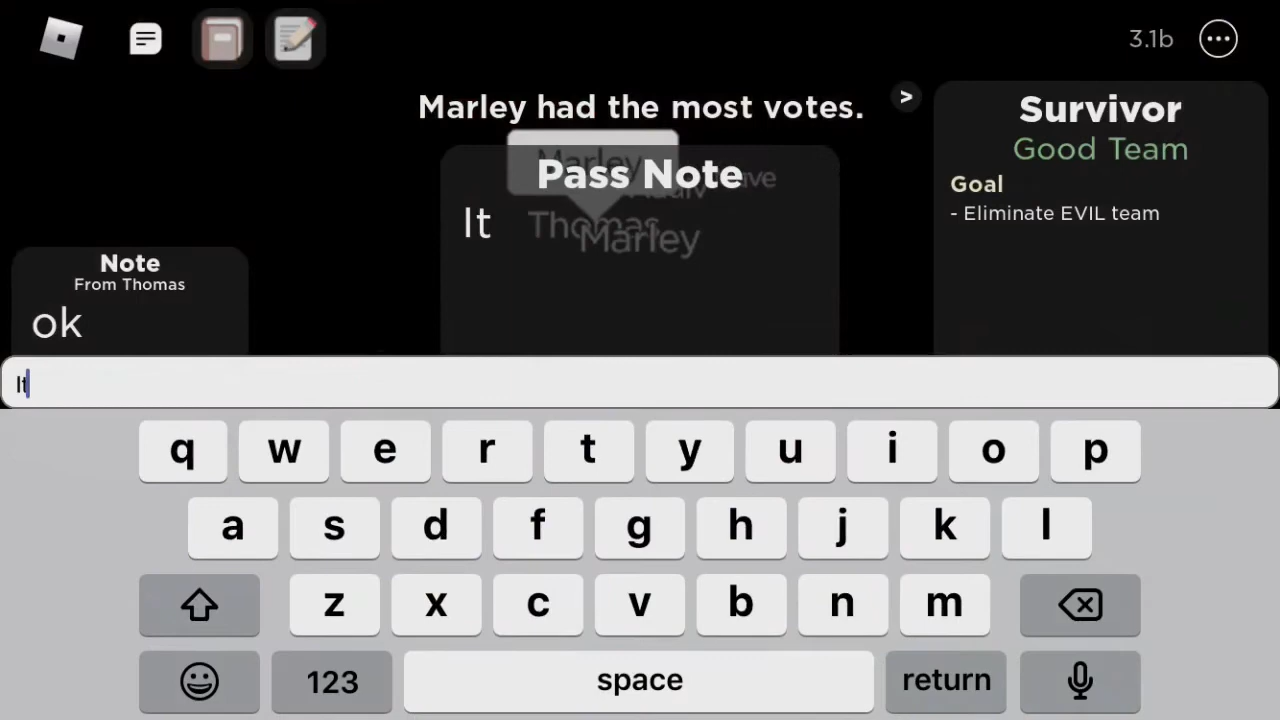 3.1b
Marley had the most votes.
>
Survivor
Good Team
Goal
- Eliminate EVIL team
Marley
Pass Note
It
Thomas
Marley
Note
From Thomas
ok
It
q w e r t y u i o p
a s d f g h j k l
z x c v b n m
123 space return